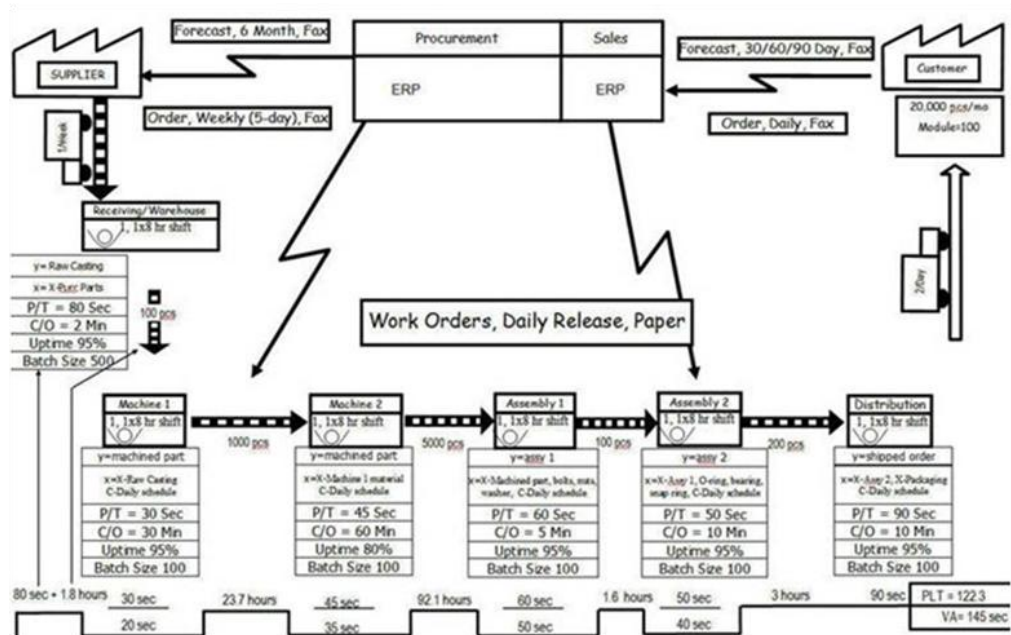 Forecast, 6 Month, Fax
Procurement
Sales
Forecast, 30/60/90 Day, Fax
SUPPLIER
Customer
ERP
ERP
Order, Weekly (5-day), Fax
Order, Daily, Fax
20,000 pcs/mo
Module=100
1/Week
Receiving/Warehouse
1, 1x8 hr shift
y= Raw Casting
x= X-Purr Parts
P/T = 80 Sec
C/O = 2 Min
Uptime 95%
Batch Size 500
100 pcs
2/Day
Work Orders, Daily Release, Paper
Machine 1
1, 1x8 hr shift
1000 pcs
Machine 2
1, 1x8 hr shift
5000 pcs
Assembly 1
1, 1x8 hr shift
100 pcs
Assembly 2
1, 1x8 hr shift
200 pcs
Distribution
1, 1x8 hr shift
y=machined part
x=X-Raw Casting
C-Daily schedule
P/T = 30 Sec
C/O = 30 Min
Uptime 95%
Batch Size 100
y=machined part
x=X-Machine 1 material
C-Daily schedule
P/T = 45 Sec
C/O = 60 Min
Uptime 80%
Batch Size 100
y=assy 1
x=X-Machined part, bolts, nuts,
washer, C-Daily schedule
P/T = 60 Sec
C/O = 5 Min
Uptime 95%
Batch Size 100
y=assy 2
x=X-Assy 1, O-ring, bearing,
snap ring, C-Daily schedule
P/T = 50 Sec
C/O = 10 Min
Uptime 95%
Batch Size 100
y=shipped order
x=X-Assy 2, X-Packaging
C-Daily schedule
P/T = 90 Sec
C/O = 10 Min
Uptime 95%
Batch Size 100
80 sec + 1.8 hours
30 sec
20 sec
23.7 hours
45 sec
35 sec
92.1 hours
60 sec
50 sec
1.6 hours
50 sec
40 sec
3 hours
90 sec
PLT = 122.3
VA= 145 sec